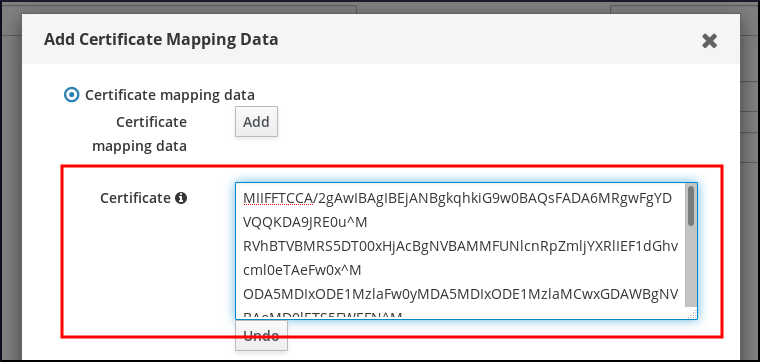 Add Certificate Mapping Data
Certificate mapping data
Certificate
mapping data
Add
Certificate
MIIFFTCCA/2gAwIBAgIBEjANBgkqhkiG9w0BAQsFADA6MRgwFgYD
VQQKDA9JRE0u^M
RVhBTVBMRS5DT00xHjAcBgNVBAMMFUNlcnRpZmljYXRlIEF1dGhv
cml0eTAeFw0x^M
ODA5MDIxODE1MzlaFw0yMDA5MDIxODE1MzlaMCwxGDAWBgNV
Undo